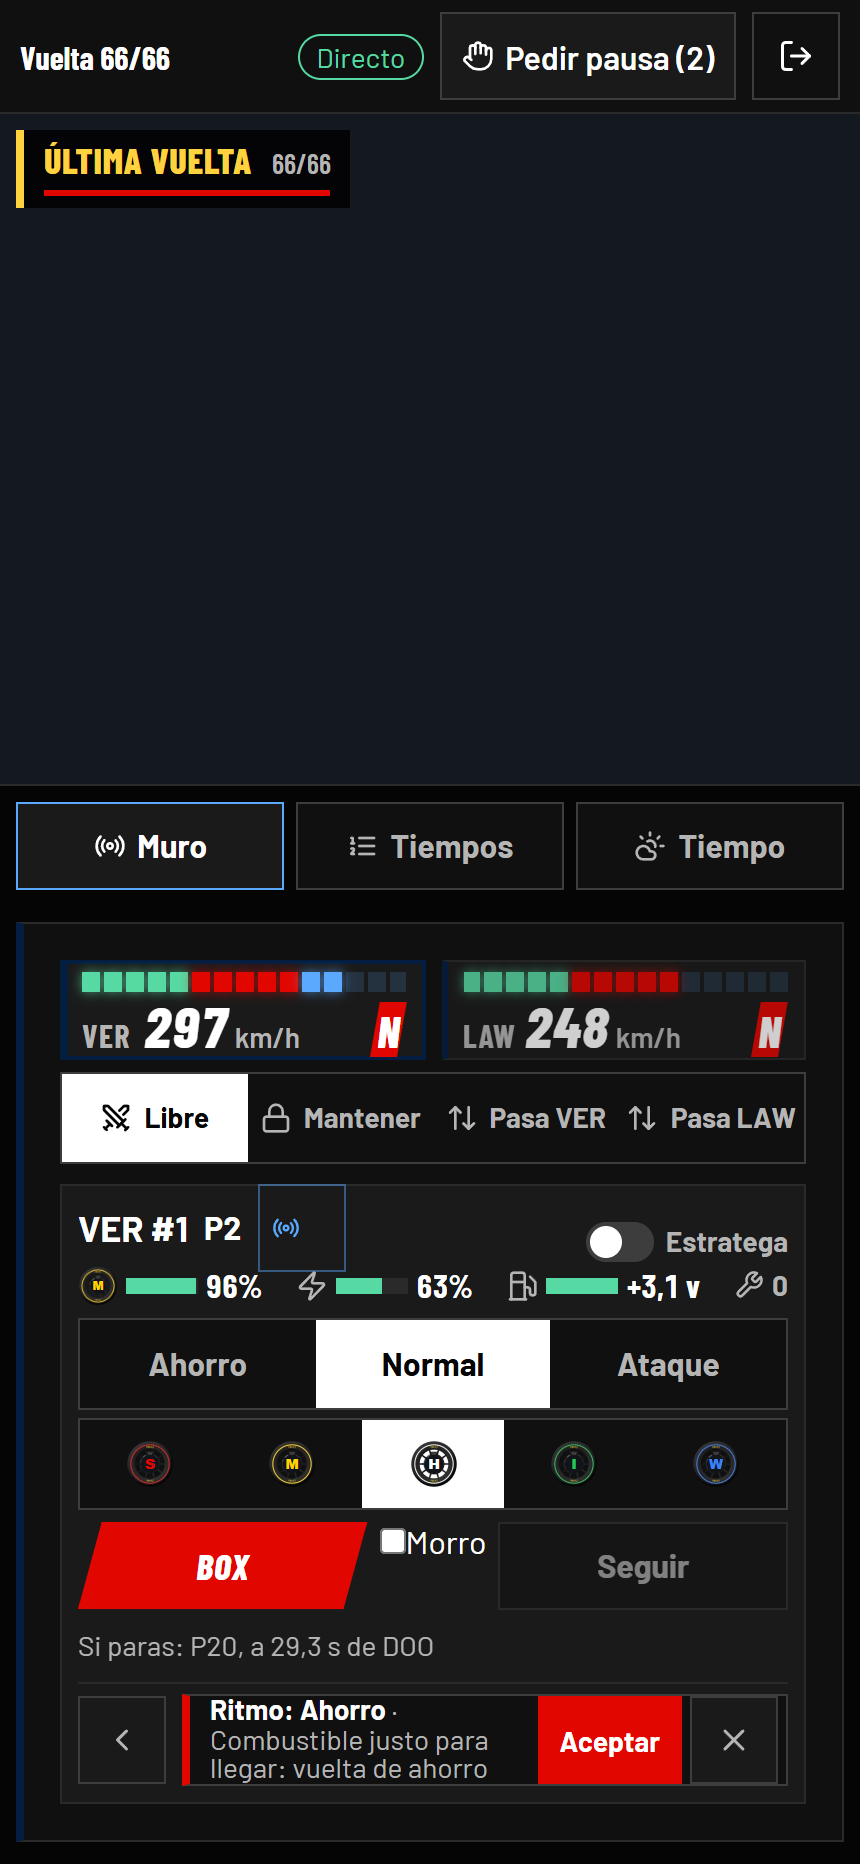 Vuelta 66/66
Directo
Pedir pausa (2)
ÚLTIMA VUELTA 66/66
Muro
Tiempos
Tiempo
VER 297 km/h N
LAW 248 km/h N
Libre
Mantener
Pasa VER
Pasa LAW
VER #1 P2
Estratega
M 96% 63% +3,1 v 0
Ahorro
Normal
Ataque
S M H I W
BOX
Morro
Seguir
Si paras: P20, a 29,3 s de DOO
Ritmo: Ahorro ·
Combustible justo para
llegar: vuelta de ahorro
Aceptar